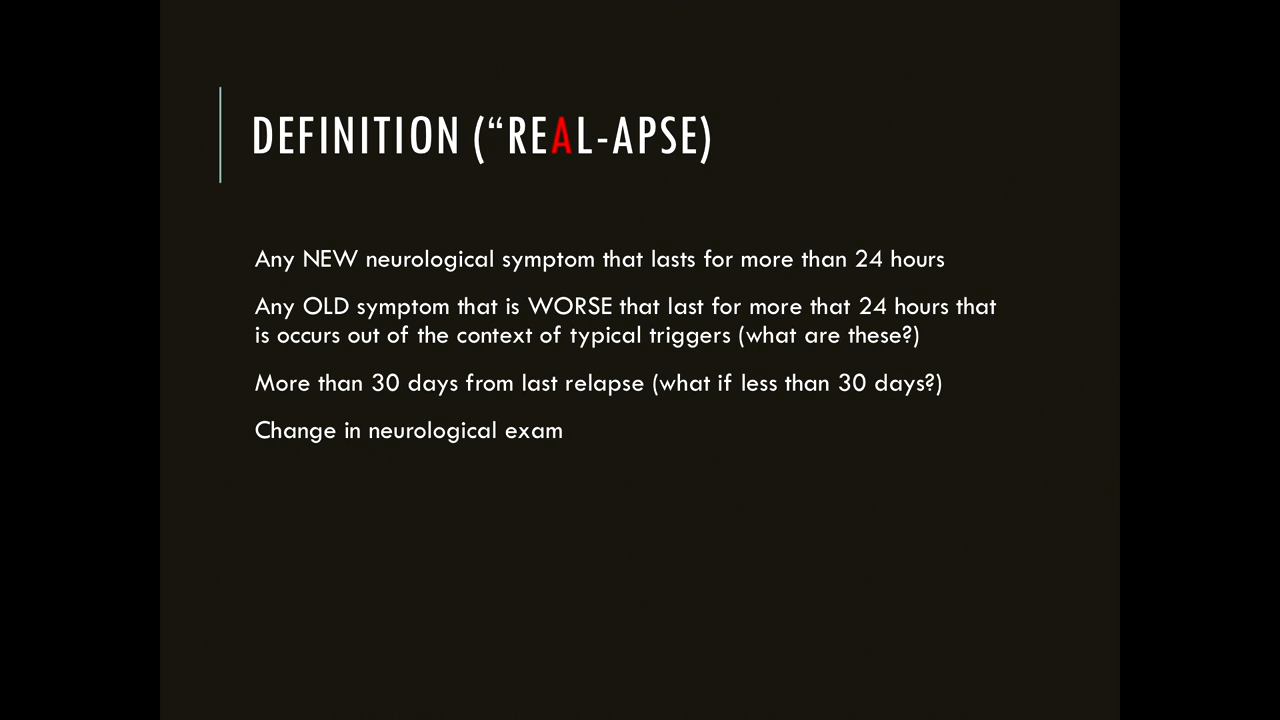 DEFINITION (“REAL-APSE)
Any NEW neurological symptom that lasts for more than 24 hours
Any OLD symptom that is WORSE that last for more that 24 hours that
is occurs out of the context of typical triggers (what are these?)
More than 30 days from last relapse (what if less than 30 days?)
Change in neurological exam